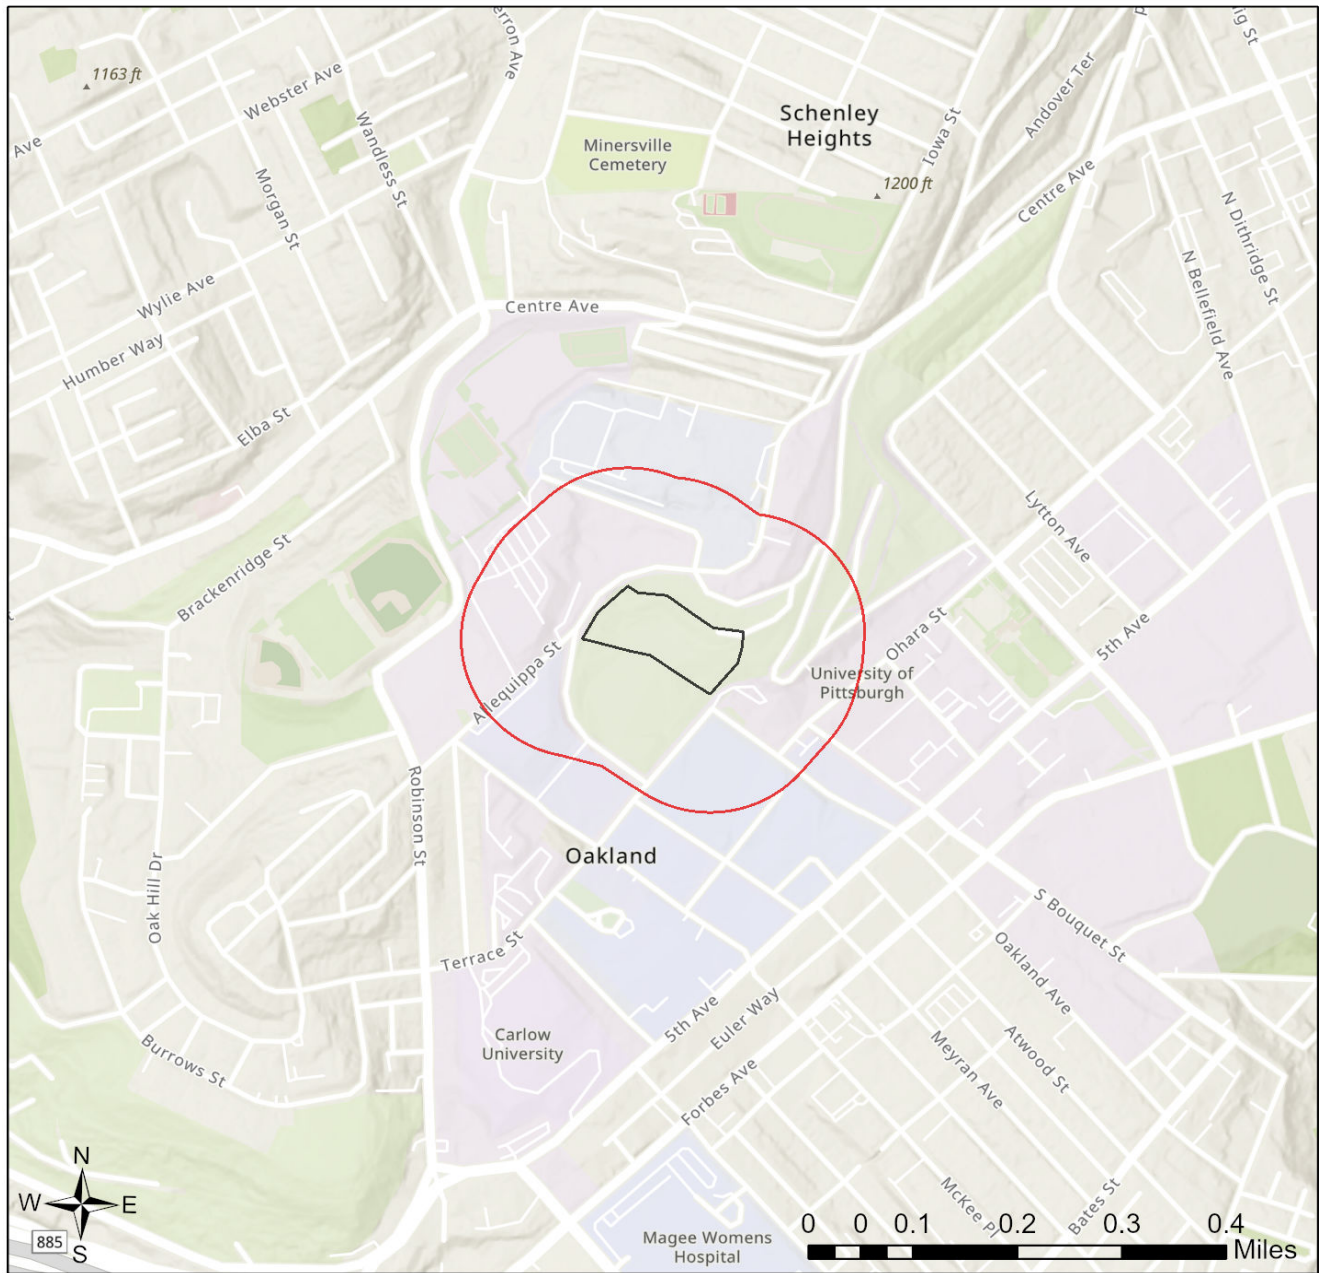 erron Ave
ig St
1163 ft
Webster Ave
Andover Ter
Ave
Wandless St
Schenley
Heights
Iowa St
Minersville
Cemetery
1200 ft
Centre Ave
Morgan St
N Dithridge St
Wylie Ave
N Bellefield Ave
Centre Ave
Humber Way
Elba St
Lytton Ave
Brackenridge St
Ohara St
5th Ave
Allequippa St
University of
Pittsburgh
Robinson St
Oakland
Oak Hill Dr
S Bouquet St
Terrace St
Oakland Ave
5th Ave
Euler Way
Carlow
University
Atwood St
Meyran Ave
Burrows St
Forbes Ave
N
W E
S
McKee Pl
Bates St
885
Magee Womens
Hospital
0 0 0.1 0.2 0.3 0.4
Miles